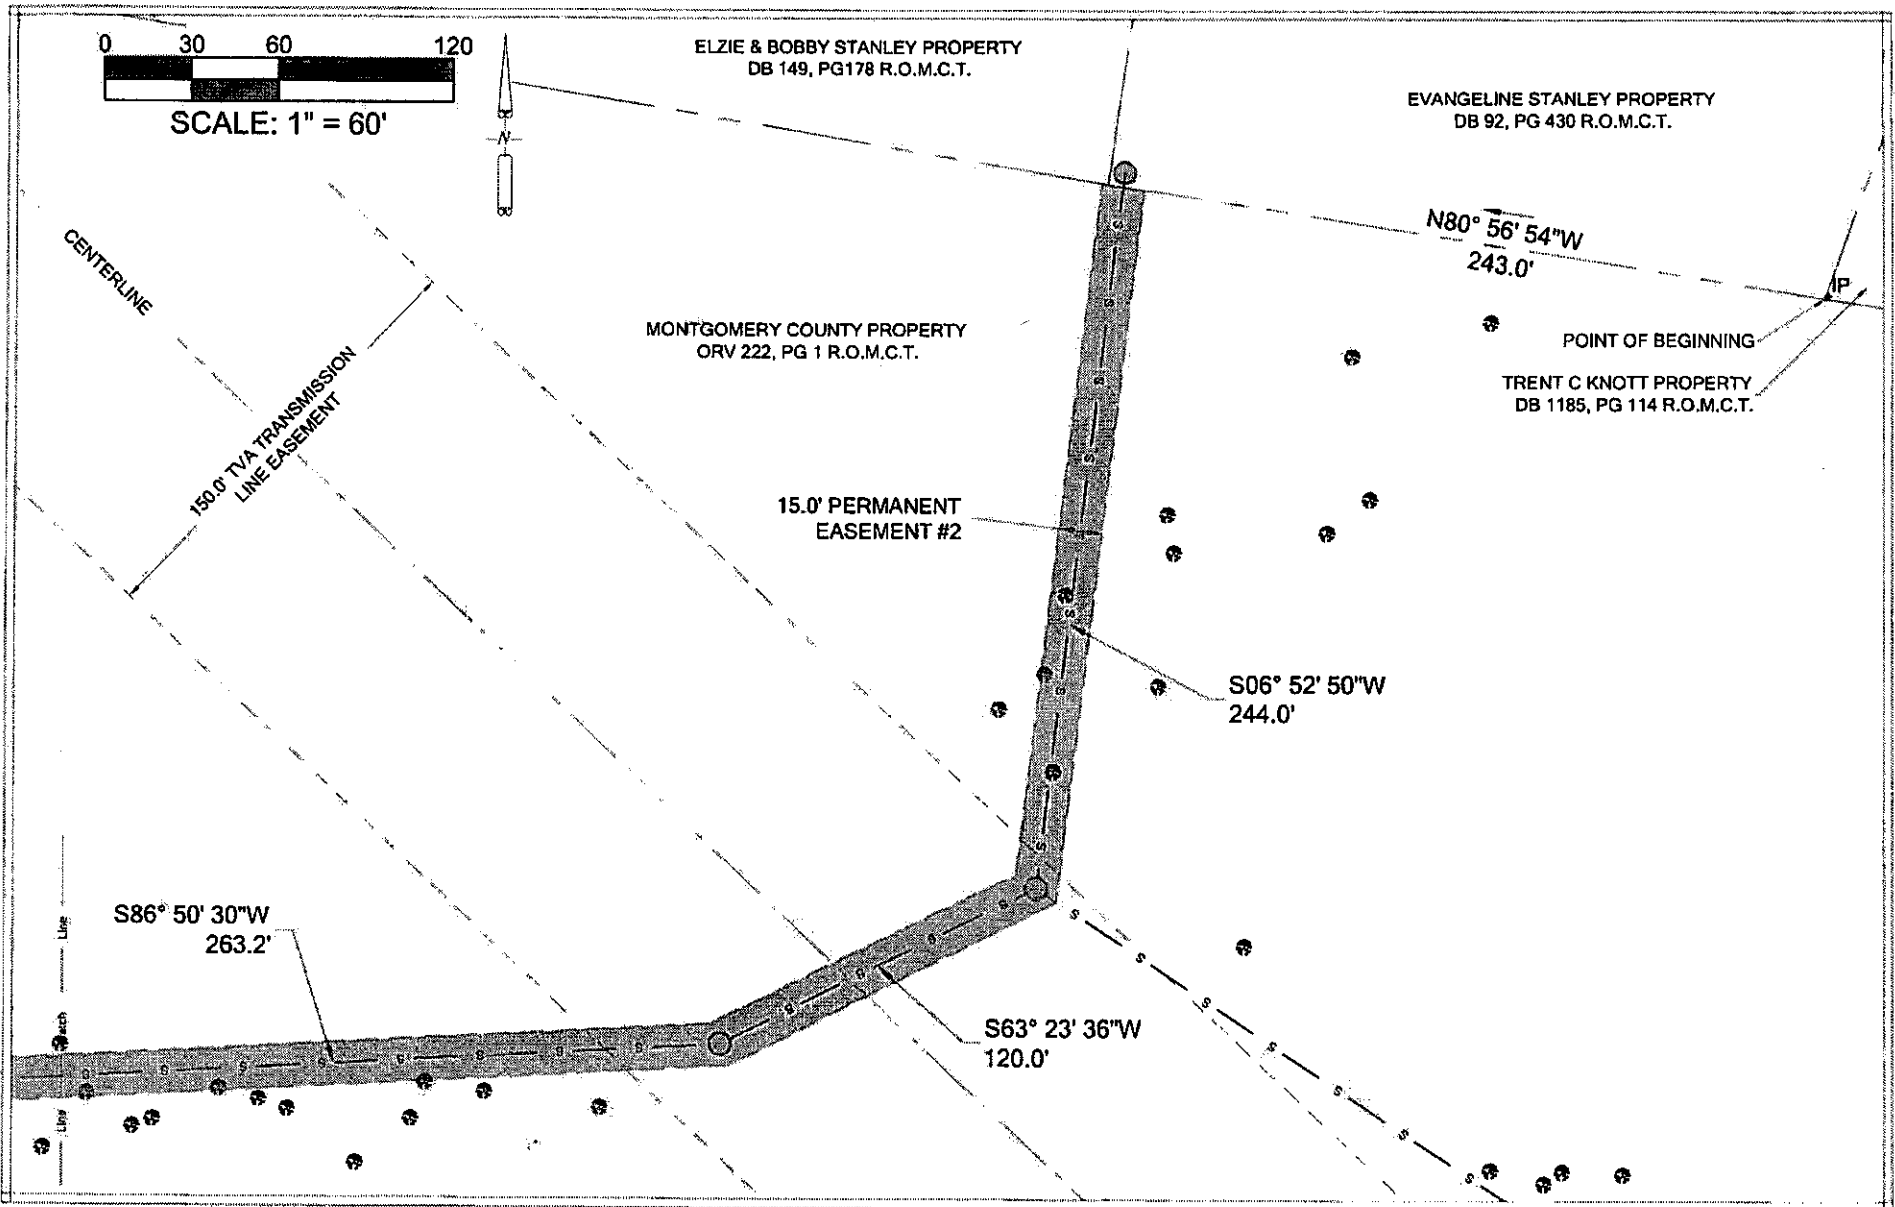 0 30 60 120
SCALE: 1" = 60'
N
ELZIE & BOBBY STANLEY PROPERTY
DB 149, PG178 R.O.M.C.T.
EVANGELINE STANLEY PROPERTY
DB 92, PG 430 R.O.M.C.T.
N80° 56' 54"W
243.0'
IP
POINT OF BEGINNING
TRENT C KNOTT PROPERTY
DB 1185, PG 114 R.O.M.C.T.
CENTERLINE
150.0' TVA TRANSMISSION
LINE EASEMENT
MONTGOMERY COUNTY PROPERTY
ORV 222, PG 1 R.O.M.C.T.
15.0' PERMANENT
EASEMENT #2
S06° 52' 50"W
244.0'
S86° 50' 30"W
263.2'
S63° 23' 36"W
120.0'
Line
Line
S S S S S S S S S
S S S S
S S S S S S S S
S S S S S S S